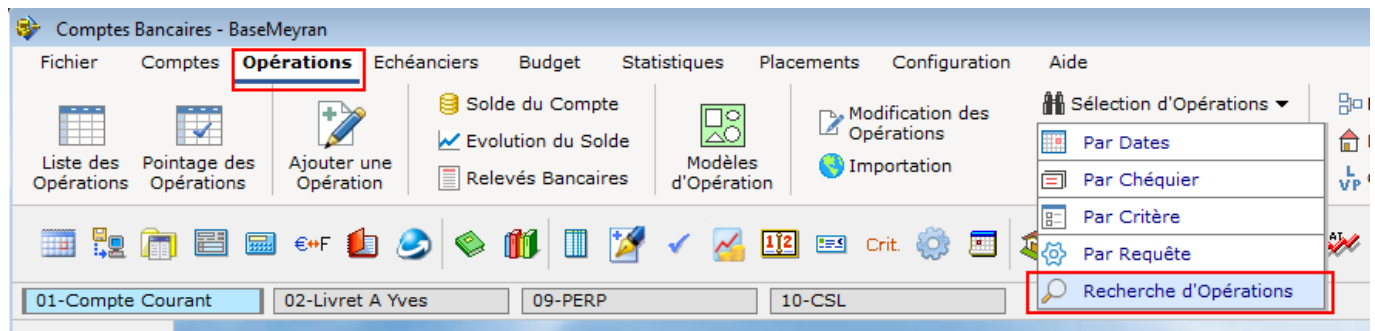 Comptes Bancaires - BaseMeyran
Fichier Comptes Opérations Echéanciers Budget Statistiques Placements Configuration Aide
Liste des
Opérations
Pointage des
Opérations
Ajouter une
Opération
Solde du Compte
Evolution du Solde
Relevés Bancaires
Modèles
d'Opération
Modification des
Opérations
Importation
Sélection d'Opérations
Par Dates
Par Chéquier
Par Critère
Par Requête
Recherche d'Opérations
L
VP
€↔F
1 2
Crit.
01-Compte Courant 02-Livret A Yves 09-PERP 10-CSL